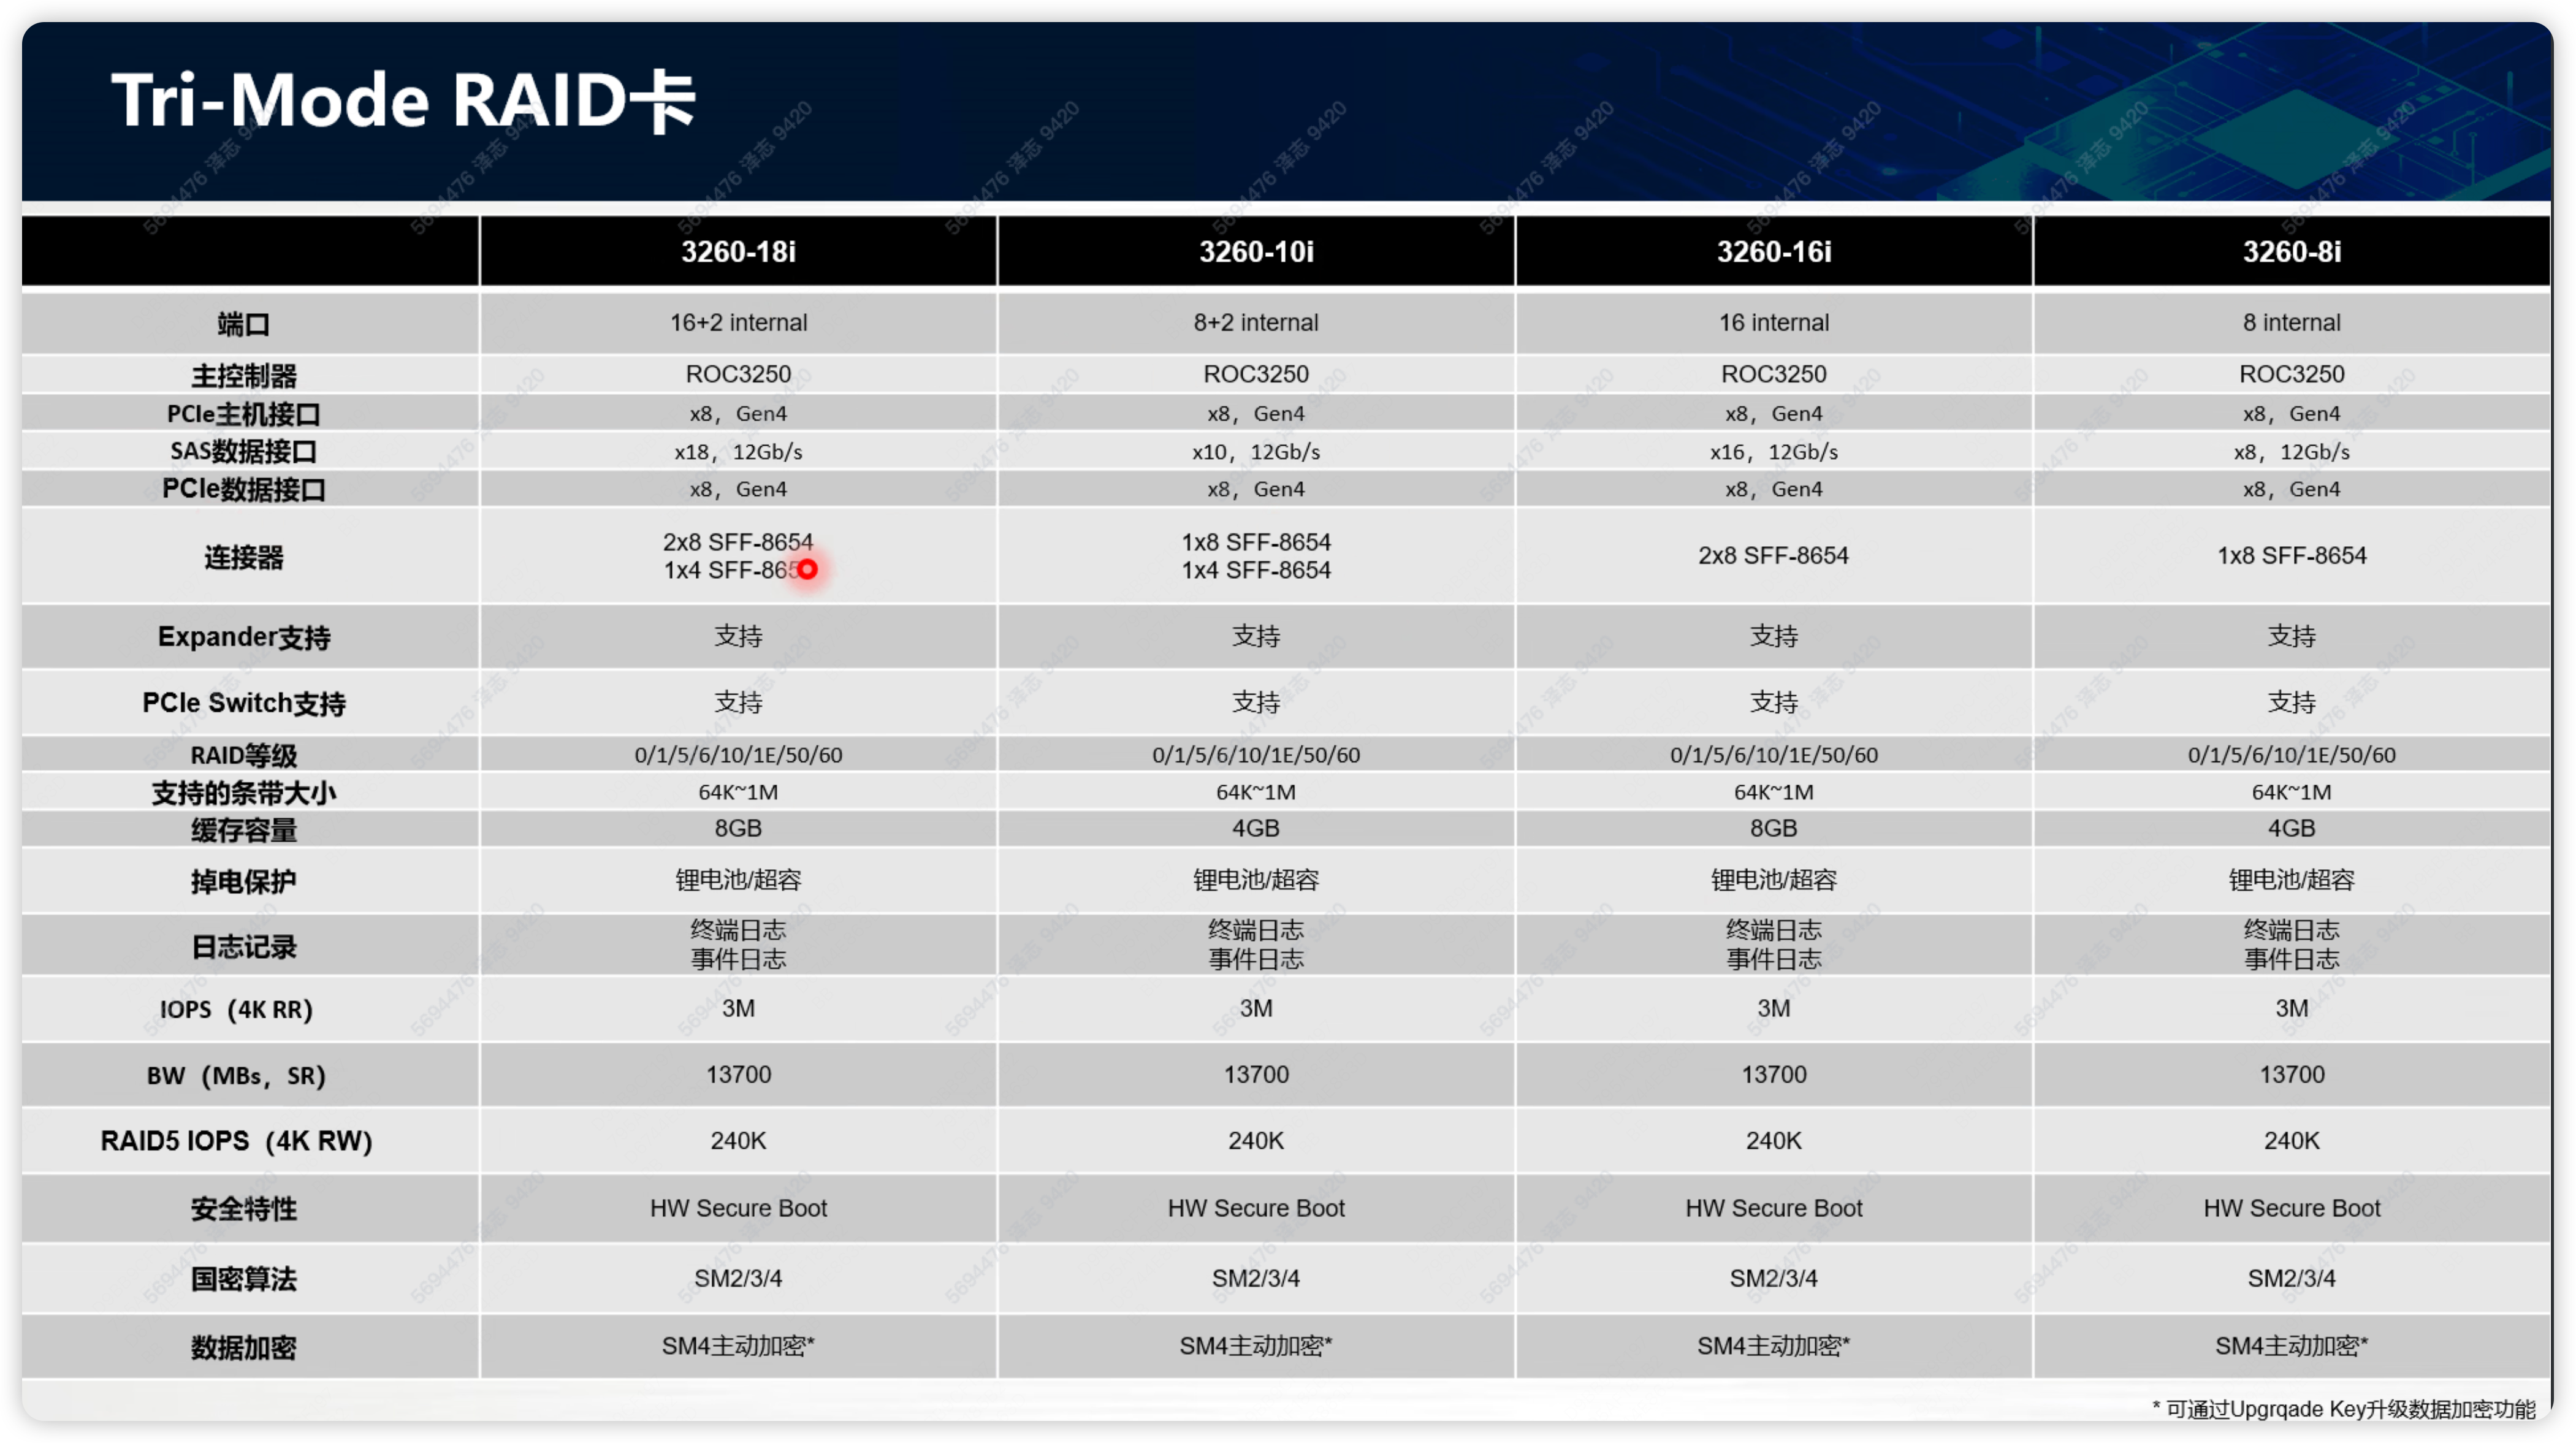 Tri-Mode RAID卡
3260-18i 3260-10i 3260-16i 3260-8i
端口 16+2 internal 8+2 internal 16 internal 8 internal
主控制器 ROC3250 ROC3250 ROC3250 ROC3250
PCIe主机接口 x8，Gen4 x8，Gen4 x8，Gen4 x8，Gen4
SAS数据接口 x18，12Gb/s x10，12Gb/s x16，12Gb/s x8，12Gb/s
PCIe数据接口 x8，Gen4 x8，Gen4 x8，Gen4 x8，Gen4
连接器 2x8 SFF-8654 1x8 SFF-8654 2x8 SFF-8654 1x8 SFF-8654
1x4 1x4 SFF-8654
Expander支持 支持 支持 支持 支持
PCIe Switch支持 支持 支持 支持 支持
RAID等级 0/1/5/6/10/1E/50/60 0/1/5/6/10/1E/50/60 0/1/5/6/10/1E/50/60 0/1/5/6/10/1E/50/60
支持的条带大小 64K~1M 64K~1M 64K~1M 64K~1M
缓存容量 8GB 4GB 8GB 4GB
掉电保护 锂电池/超容 锂电池/超容 锂电池/超容 锂电池/超容
日志记录 终端日志 终端日志 终端日志 终端日志
事件日志 事件日志 事件日志 事件日志
IOPS（4K RR） 3M 3M 3M 3M
BW（MBs，SR） 13700 13700 13700 13700
RAID5 IOPS（4K RW） 240K 240K 240K 240K
安全特性 HW Secure Boot HW Secure Boot HW Secure Boot HW Secure Boot
国密算法 SM2/3/4 SM2/3/4 SM2/3/4 SM2/3/4
数据加密 SM4主动加密* SM4主动加密* SM4主动加密* SM4主动加密*
* 可通过Upgrqade Key升级数据加密功能
5694476 泽志 9420